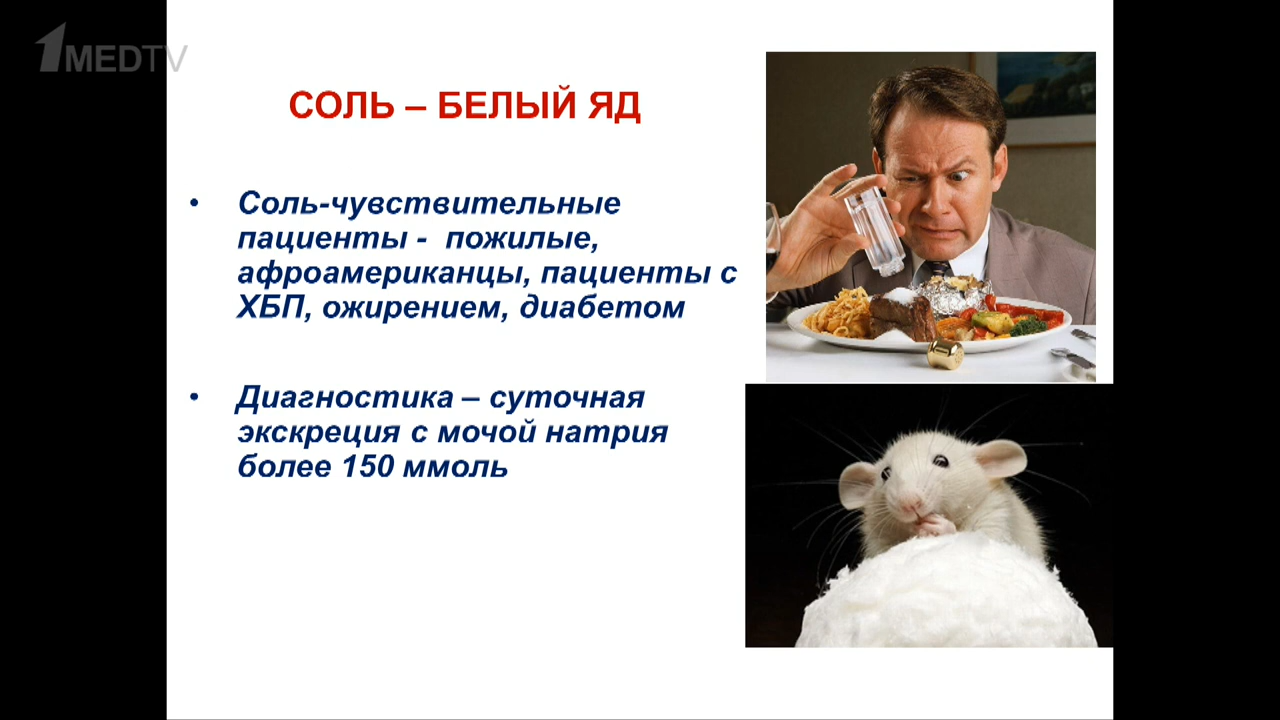 1MEDTV
СОЛЬ – БЕЛЫЙ ЯД
• Соль-чувствительные
пациенты - пожилые,
афроамериканцы, пациенты с
ХБП, ожирением, диабетом
• Диагностика – суточная
экскреция с мочой натрия
более 150 ммоль